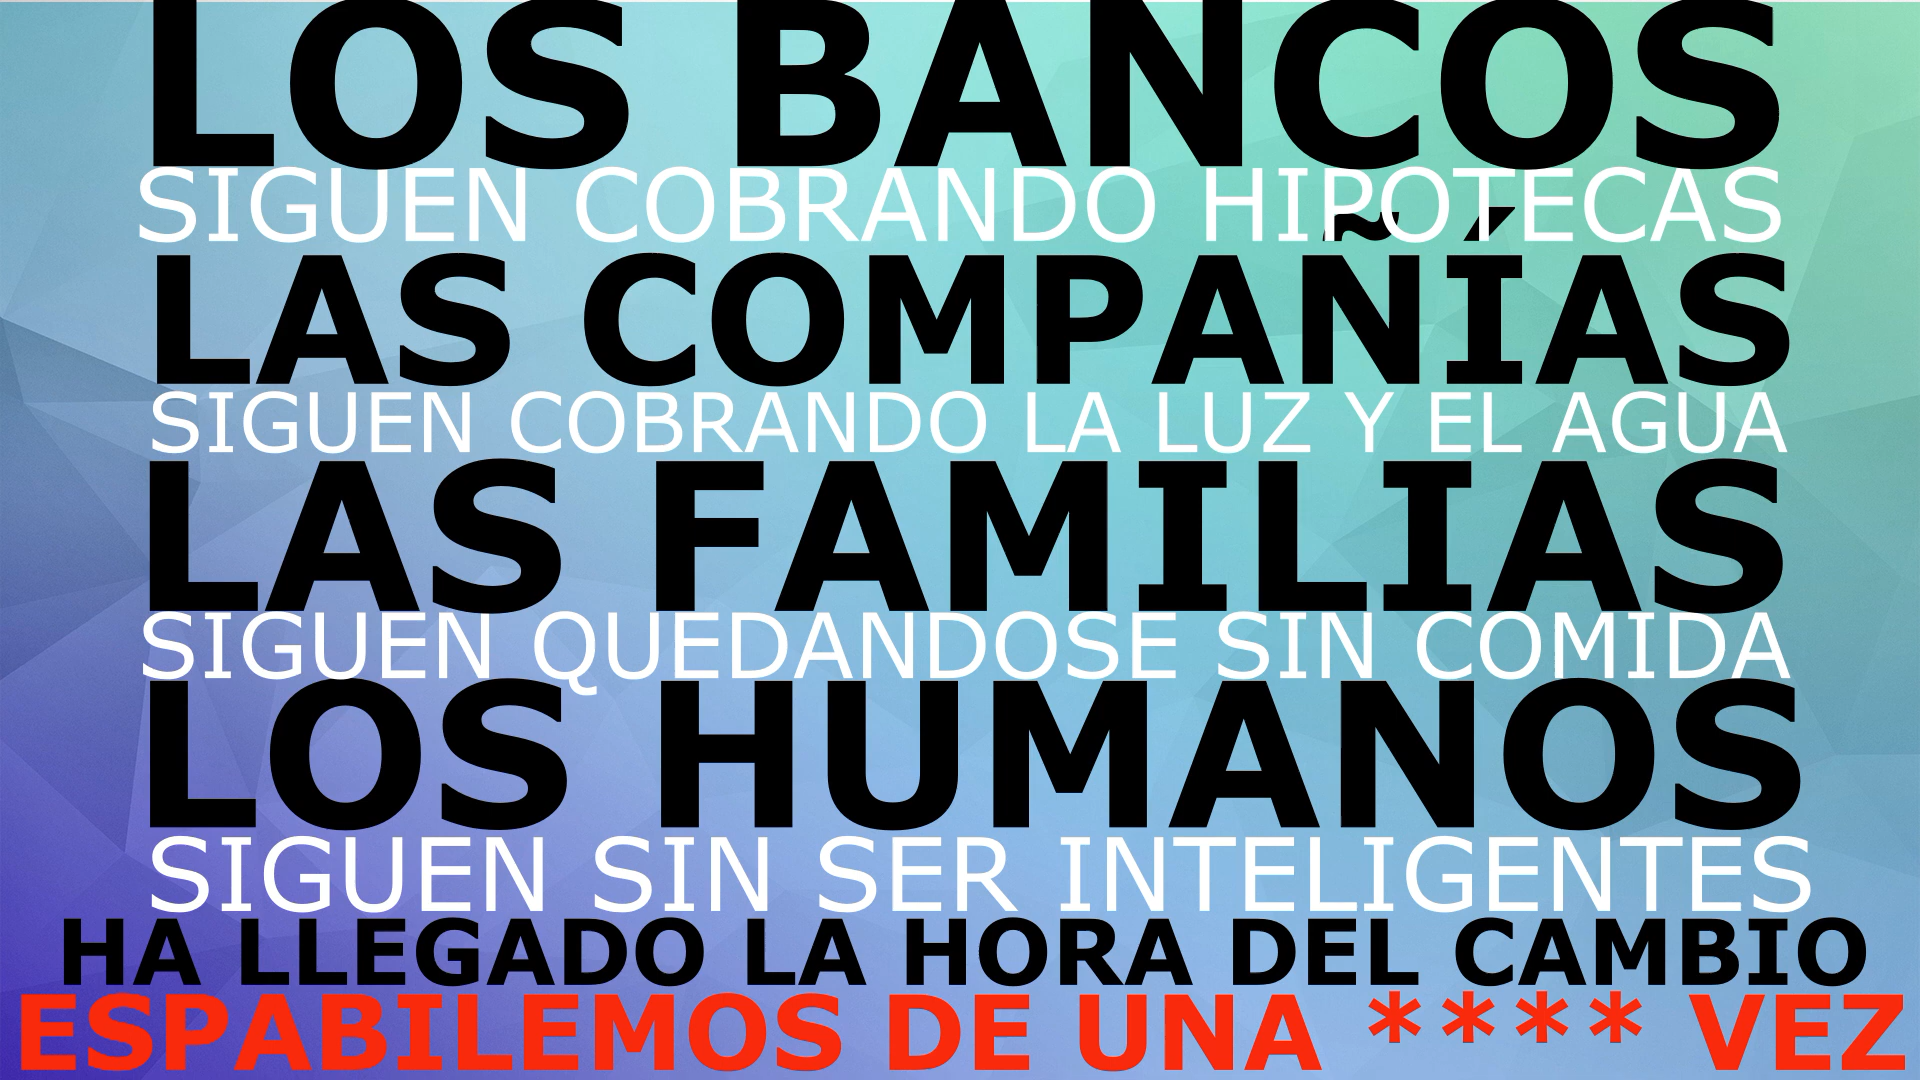 LOS BANCOS
SIGUEN COBRANDO HIPOTECAS
LAS COMPAÑÍAS
SIGUEN COBRANDO LA LUZ Y EL AGUA
LAS FAMILIAS
SIGUEN QUEDANDOSE SIN COMIDA
LOS HUMANOS
SIGUEN SIN SER INTELIGENTES
HA LLEGADO LA HORA DEL CAMBIO
ESPABILEMOS DE UNA **** VEZ